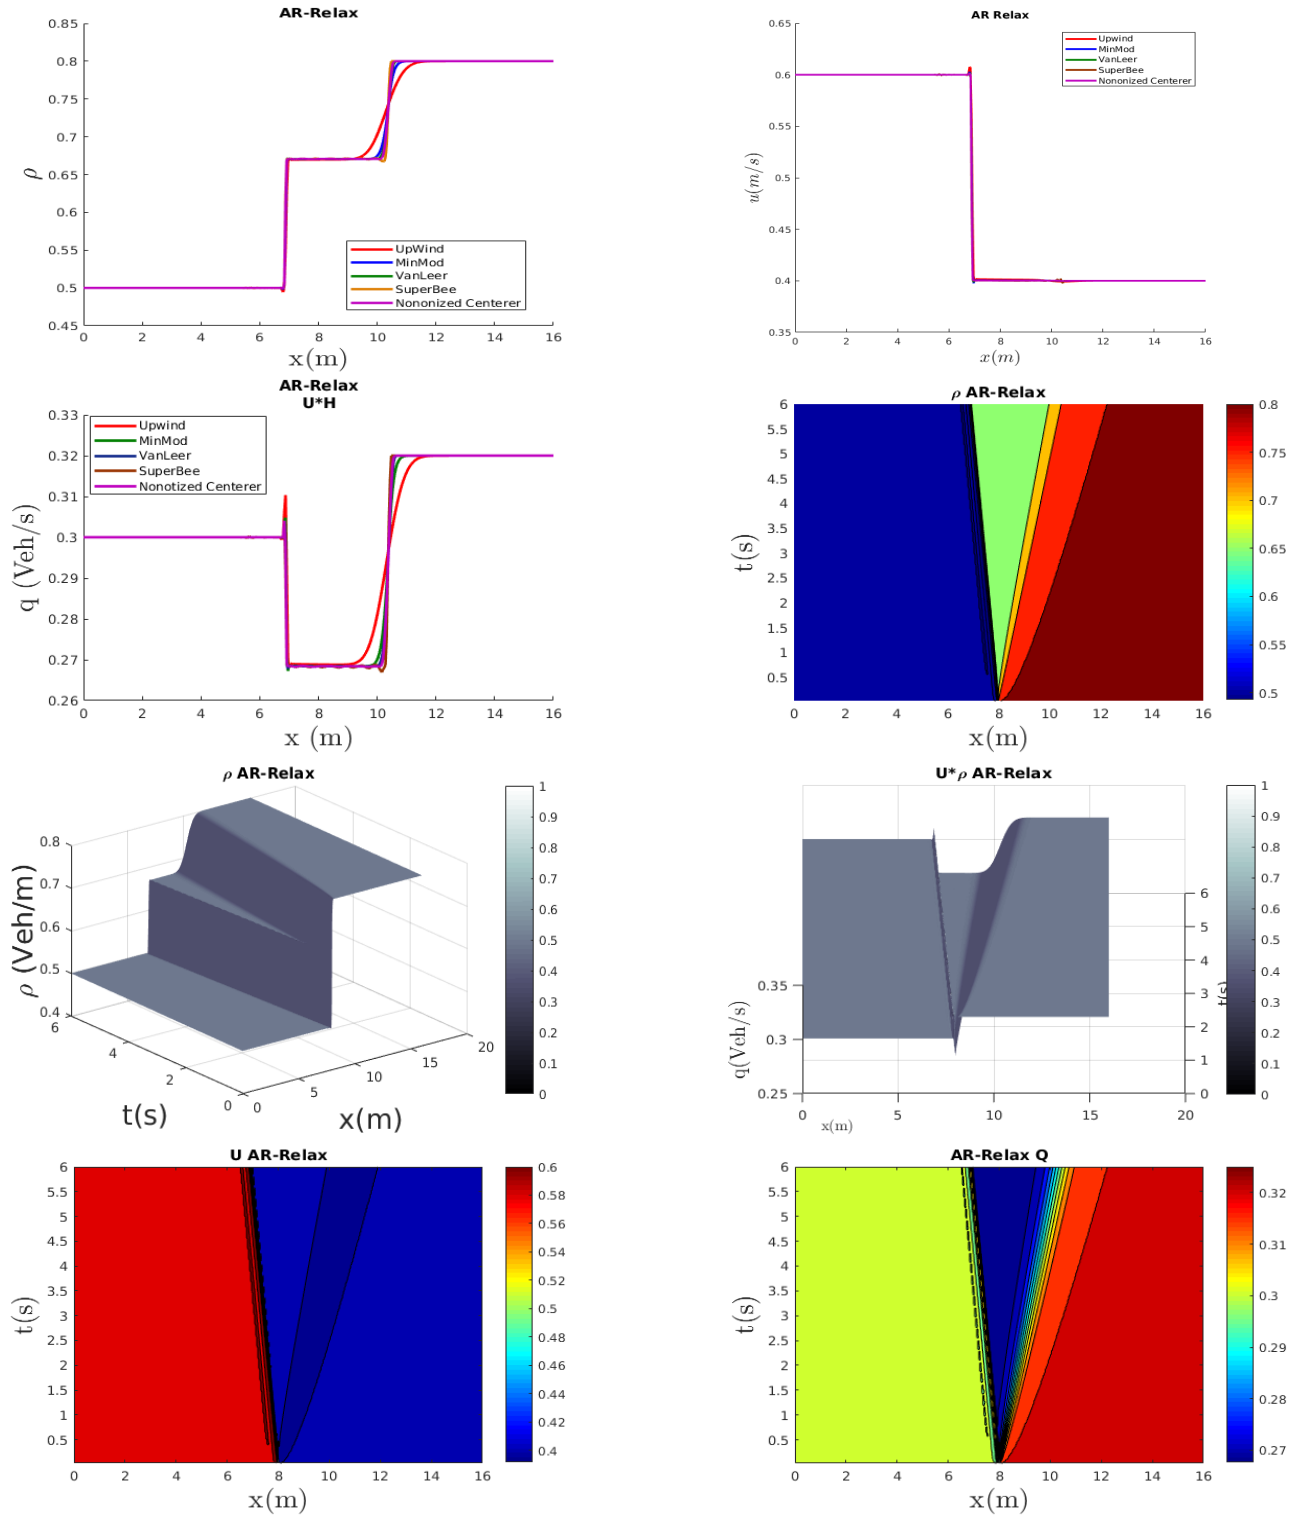 AR-Relax
0.85
0.8
0.75
0.7
0.65
0.6
0.55
0.5
0.45
ρ
UpWind
MinMod
VanLeer
SuperBee
Nononized Centerer
0 2 4 6 8 10 12 14 16
x(m)
AR Relax
0.65
0.6
0.55
0.5
0.45
0.4
0.35
u(m/s)
Upwind
MinMod
VanLeer
SuperBee
Nononized Centerer
0 2 4 6 8 10 12 14 16
x(m)
AR-Relax
U*H
0.33
0.32
0.31
0.3
0.29
0.28
0.27
0.26
q (Veh/s)
Upwind
MinMod
VanLeer
SuperBee
Nonotized Centerer
0 2 4 6 8 10 12 14 16
x (m)
ρ AR-Relax
6
5.5
5
4.5
4
3.5
3
2.5
2
1.5
1
0.5
t(s)
0 2 4 6 8 10 12 14 16
x(m)
0.8
0.75
0.7
0.65
0.6
0.55
0.5
ρ AR-Relax
0.8
0.7
0.6
0.5
0.4
ρ (Veh/m)
6
4
2
0
t(s)
0
5
10
15
20
x(m)
1
0.9
0.8
0.7
0.6
0.5
0.4
0.3
0.2
0.1
0
U*ρ AR-Relax
0.35
0.3
0.25
q(Veh/s)
0 5 10 15 20
x(m)
6
5
4
3
2
1
0
t(s)
1
0.9
0.8
0.7
0.6
0.5
0.4
0.3
0.2
0.1
0
U AR-Relax
6
5.5
5
4.5
4
3.5
3
2.5
2
1.5
1
0.5
t(s)
0 2 4 6 8 10 12 14 16
x(m)
0.6
0.58
0.56
0.54
0.52
0.5
0.48
0.46
0.44
0.42
0.4
AR-Relax Q
6
5.5
5
4.5
4
3.5
3
2.5
2
1.5
1
0.5
t(s)
0 2 4 6 8 10 12 14 16
x(m)
0.32
0.31
0.3
0.29
0.28
0.27